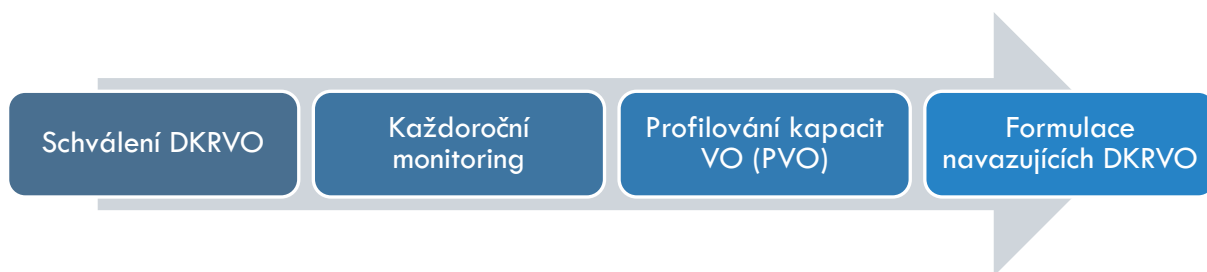 Schválení DKRVO
Každoroční
monitoring
Profilování kapacit
VO (PVO)
Formulace
navazujících DKRVO